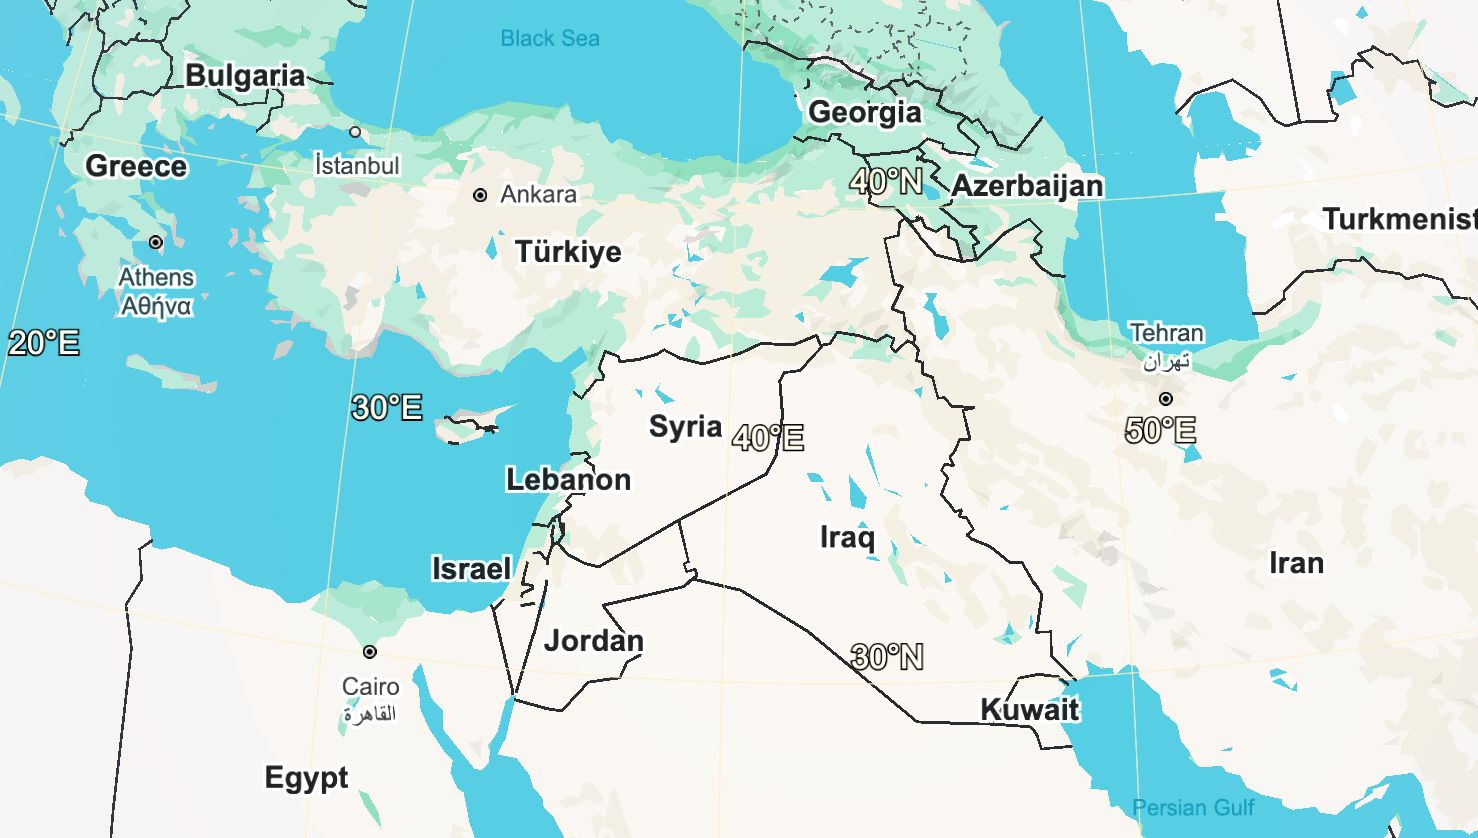 Black Sea
Bulgaria
Georgia
İstanbul
Greece
40°N
Azerbaijan
Ankara
Turkmenist
Türkiye
Athens
Αθήνα
20°E
Tehran
تهران
30°E
Syria
40°E
50°E
Lebanon
Iraq
Iran
Israel
Jordan
30°N
Cairo
القاهرة
Kuwait
Egypt
Persian Gulf